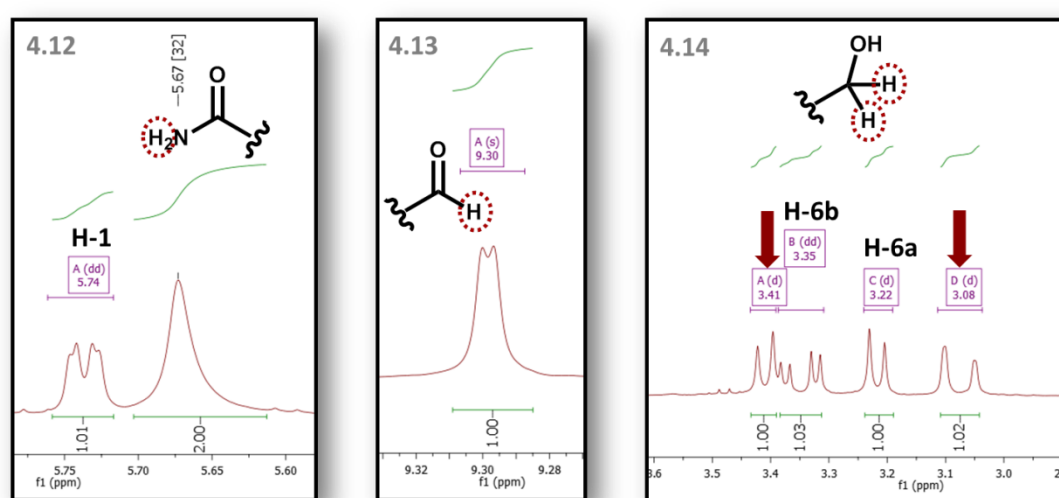 4.12
—5.67 [32]
O
H₂N
H-1
A (dd)
5.74
1.01
2.00
5.75
5.70
5.65
5.60
f1 (ppm)
4.13
A (s)
9.30
O
H
1.00
9.32
9.30
9.28
f1 (ppm)
4.14
OH
H
H
H-6b
B (dd)
3.35
H-6a
A (d)
3.41
C (d)
3.22
D (d)
3.08
1.00
1.03
1.00
1.02
3.5
3.4
3.3
3.2
3.1
3.0
f1 (ppm)